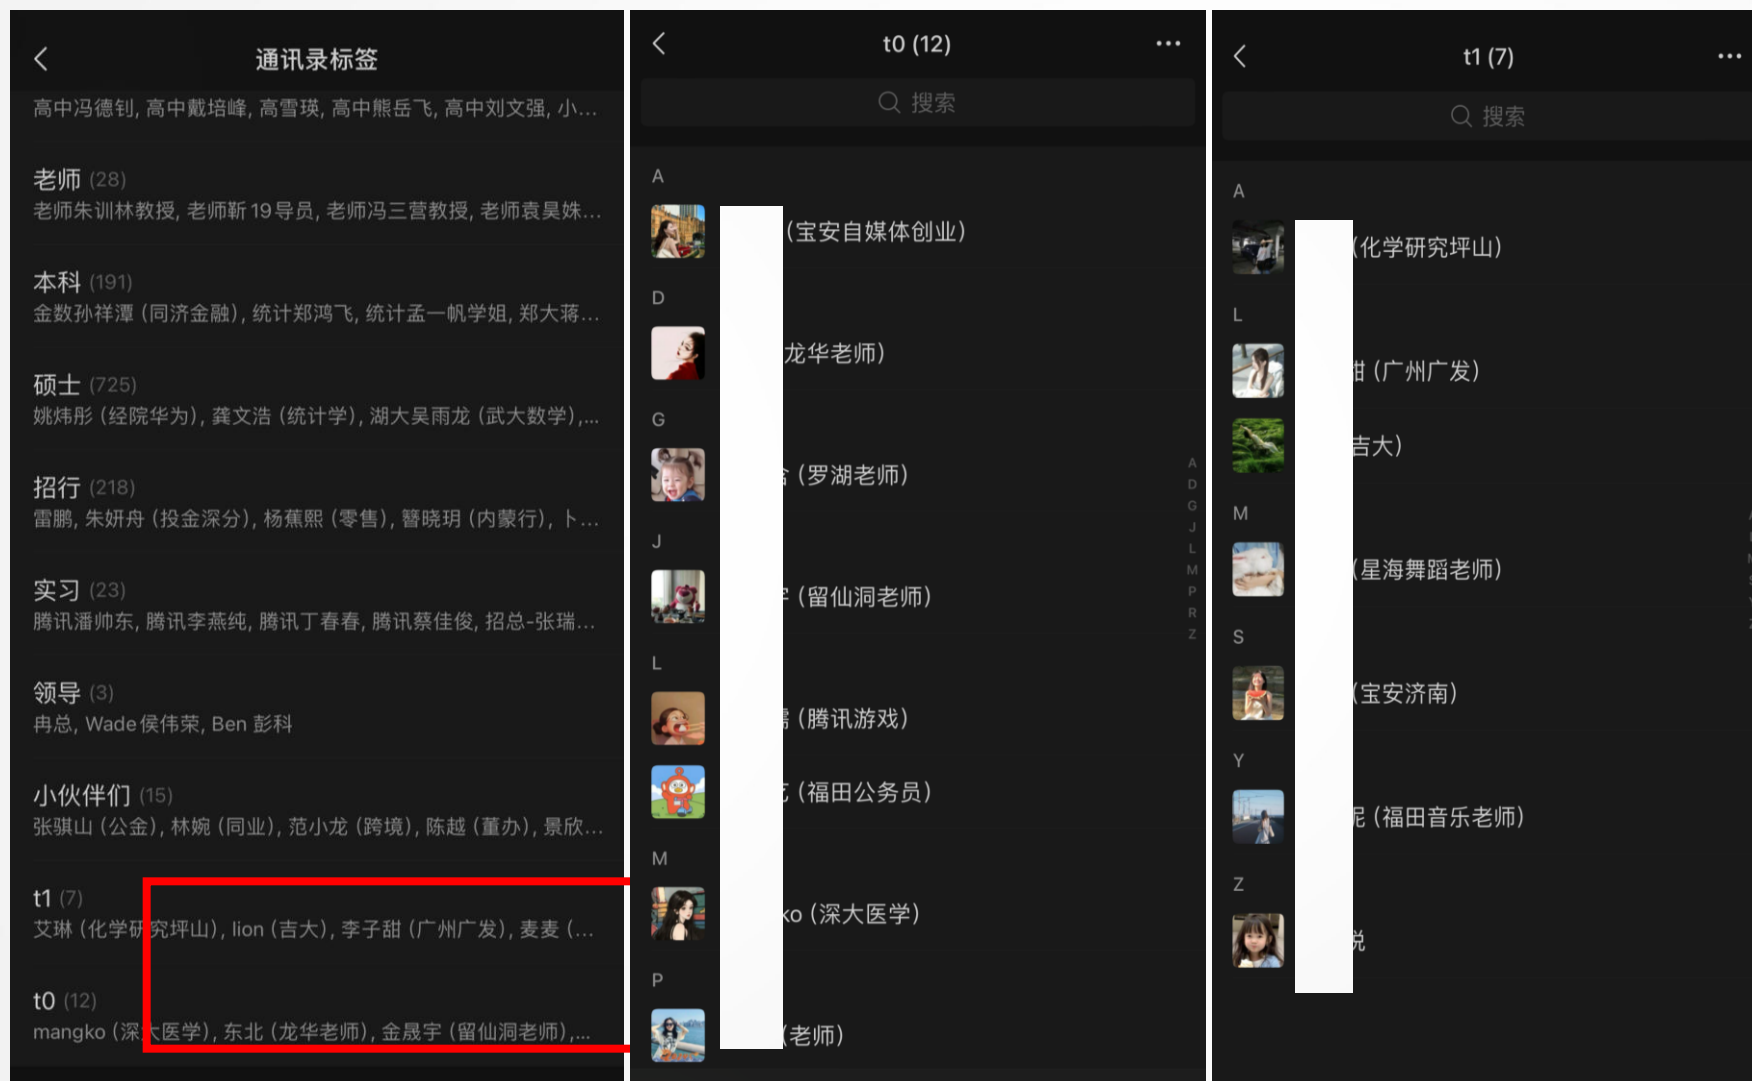 通讯录标签
高中冯德钊, 高中戴培峰, 高雪瑛, 高中熊岳飞, 高中刘文强, 小...
老师 (28)
老师朱训林教授, 老师靳19导员, 老师冯三营教授, 老师袁昊姝...
本科 (191)
金数孙祥潭 (同济金融), 统计郑鸿飞, 统计孟一帆学姐, 郑大蒋...
硕士 (725)
姚炜彤 (经院华为), 龚文浩 (统计学), 湖大吴雨龙 (武大数学),...
招行 (218)
雷鹏, 朱妍舟 (投金深分), 杨蕉熙 (零售), 簪晓玥 (内蒙行), 卜...
实习 (23)
腾讯潘帅东, 腾讯李燕纯, 腾讯丁春春, 腾讯蔡佳俊, 招总-张瑞...
领导 (3)
冉总, Wade侯伟荣, Ben 彭科
小伙伴们 (15)
张骐山 (公金), 林婉 (同业), 范小龙 (跨境), 陈越 (董办), 景欣...
t1 (7)
艾琳 (化学研究坪山), lion (吉大), 李子甜 (广州广发), 麦麦 (...
t0 (12)
mangko (深大医学), 东北 (龙华老师), 金晟宇 (留仙洞老师),...
t0 (12)
搜索
A
(宝安自媒体创业)
D
龙华老师)
G
(罗湖老师)
J
(留仙洞老师)
L
(腾讯游戏)
(福田公务员)
M
ko (深大医学)
P
(老师)
A
D
G
J
L
M
P
R
Z
t1 (7)
搜索
A
(化学研究坪山)
L
甜 (广州广发)
吉大)
M
(星海舞蹈老师)
S
(宝安济南)
Y
(福田音乐老师)
Z